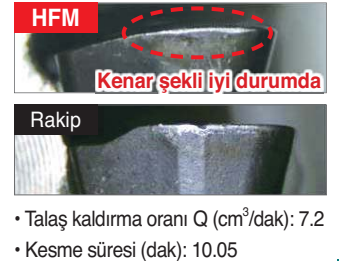 HFM
Kenar şekli iyi durumda
Rakip
• Talaş kaldırma oranı Q (cm³/dak): 7.2
• Kesme süresi (dak): 10.05